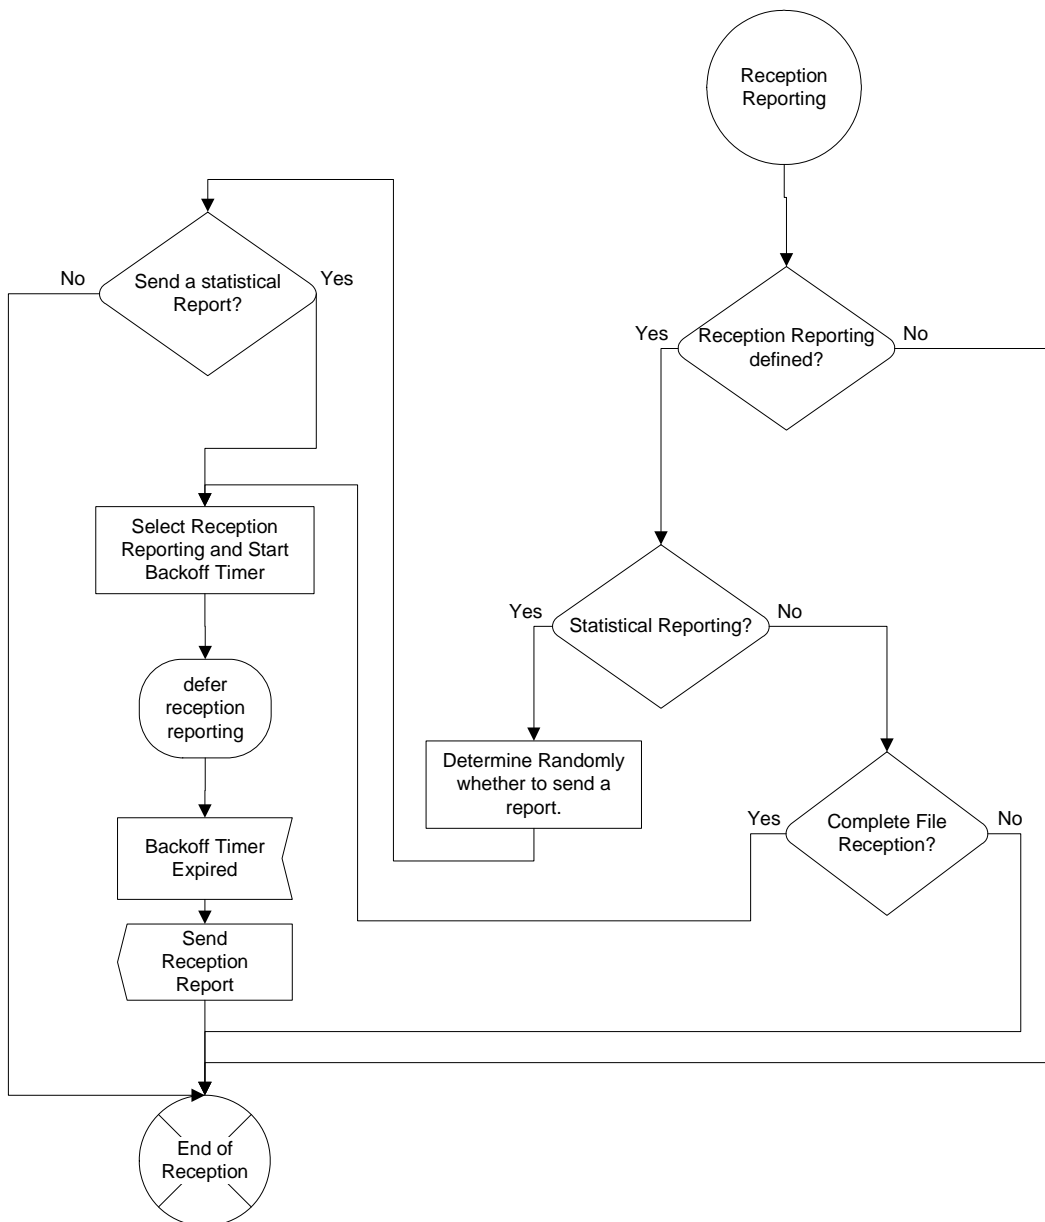 Reception
Reporting
No
Send a statistical
Report?
Yes
Yes
Reception Reporting
defined?
No
Select Reception
Reporting and Start
Backoff Timer
Yes
Statistical Reporting?
No
defer
reception
reporting
Determine Randomly
whether to send a
report.
Yes
Complete File
Reception?
No
Backoff Timer
Expired
Send
Reception
Report
End of
Reception